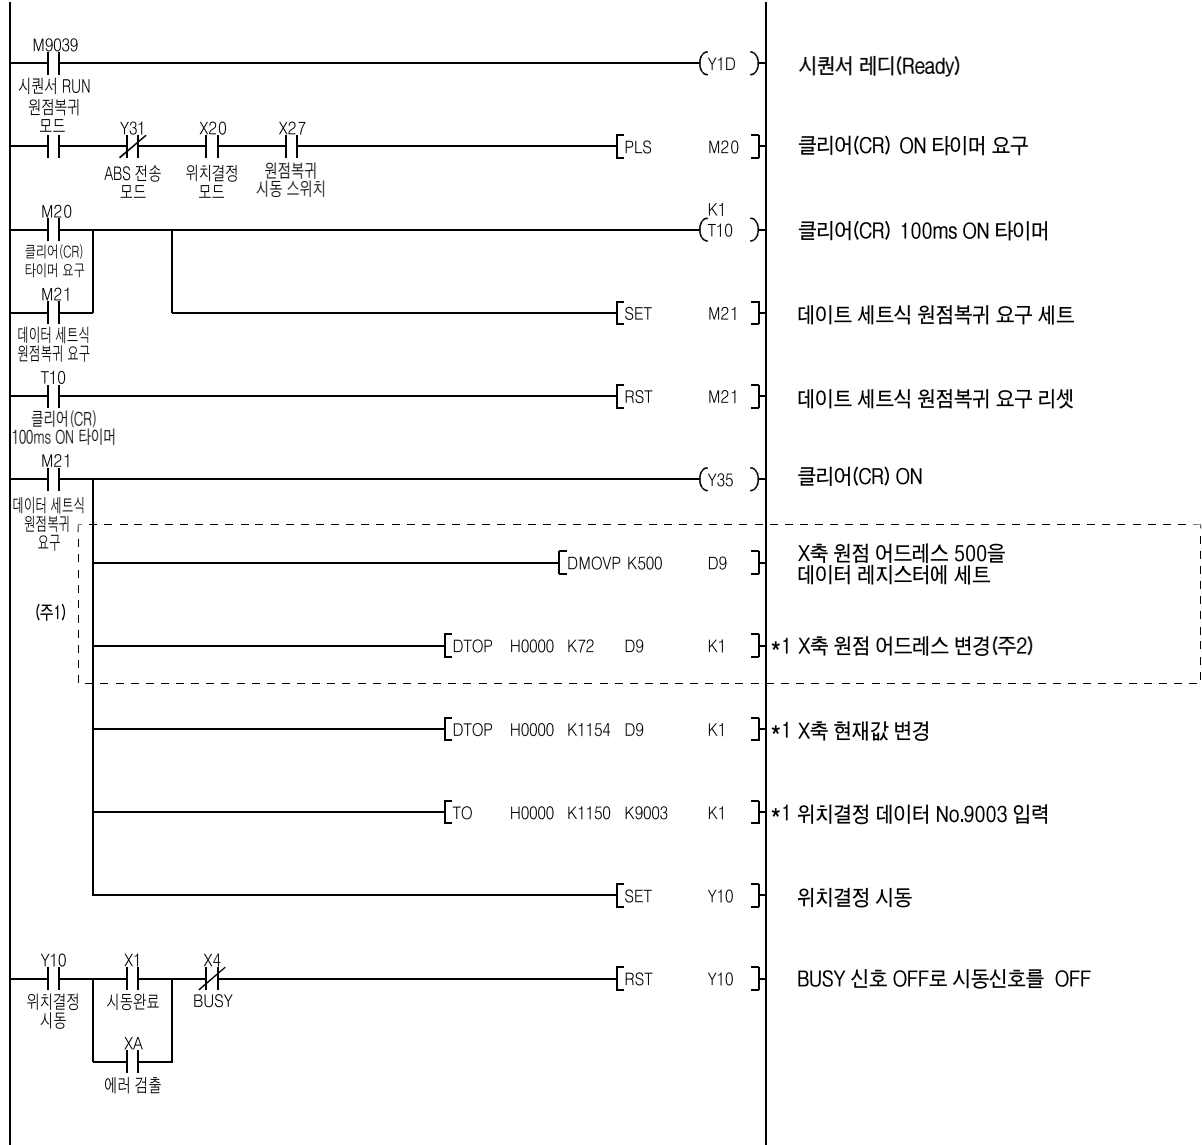 M9039
Y1D
시퀀서 레디(Ready)
시퀀서 RUN
원점복귀
모드
Y31
X20
X27
PLS M20
클리어(CR) ON 타이머 요구
ABS 전송
모드
위치결정
모드
원점복귀
시동 스위치
M20
K1
T10
클리어(CR) 100ms ON 타이머
클리어(CR)
타이머 요구
M21
SET M21
데이트 세트식 원점복귀 요구 세트
데이터 세트식
원점복귀 요구
T10
RST M21
데이트 세트식 원점복귀 요구 리셋
클리어(CR)
100ms ON 타이머
M21
Y35
클리어(CR) ON
데이터 세트식
원점복귀
요구
DMOVP K500 D9
X축 원점 어드레스 500을
데이터 레지스터에 세트
(주1)
DTOP H0000 K72 D9 K1
*1 X축 원점 어드레스 변경(주2)
DTOP H0000 K1154 D9 K1
*1 X축 현재값 변경
TO H0000 K1150 K9003 K1
*1 위치결정 데이터 No.9003 입력
SET Y10
위치결정 시동
Y10
X1
X4
RST Y10
BUSY 신호 OFF로 시동신호를 OFF
위치결정
시동
시동완료
BUSY
XA
에러 검출